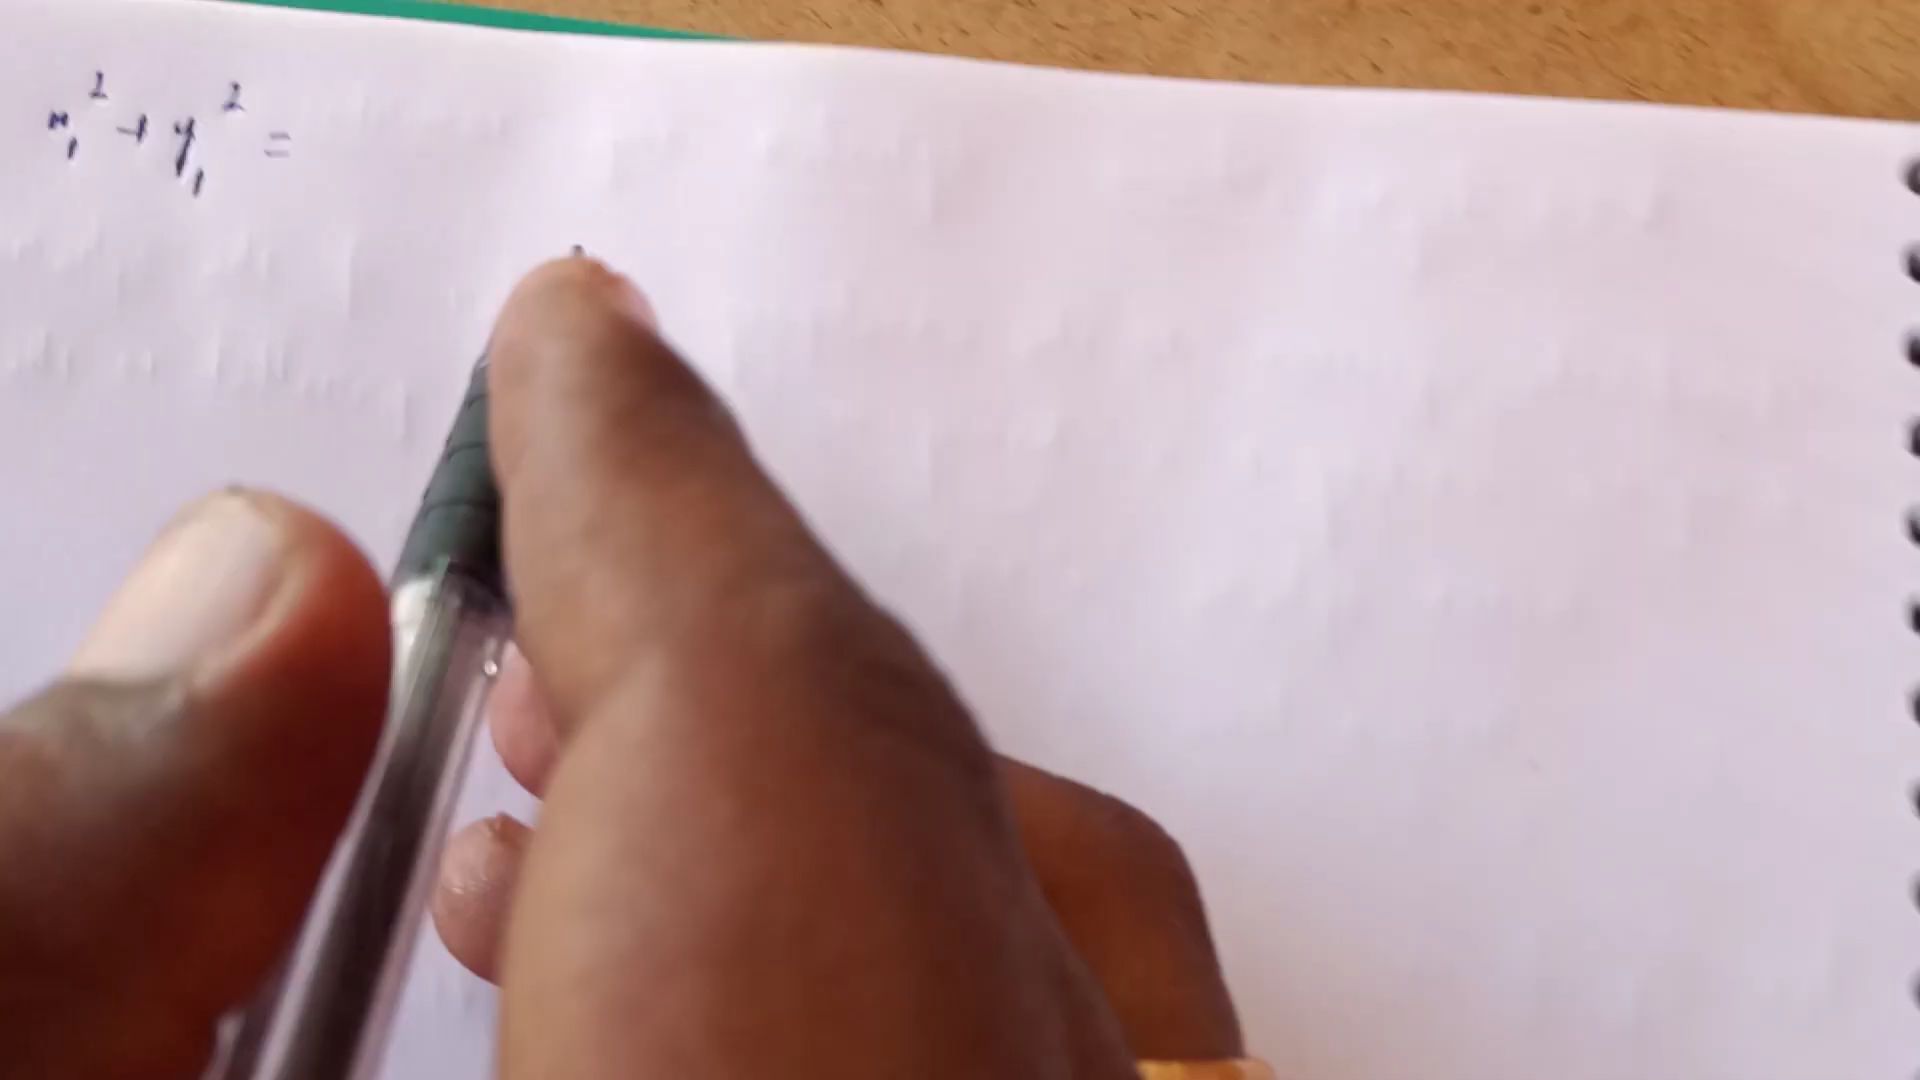 x₁² + y₁² =